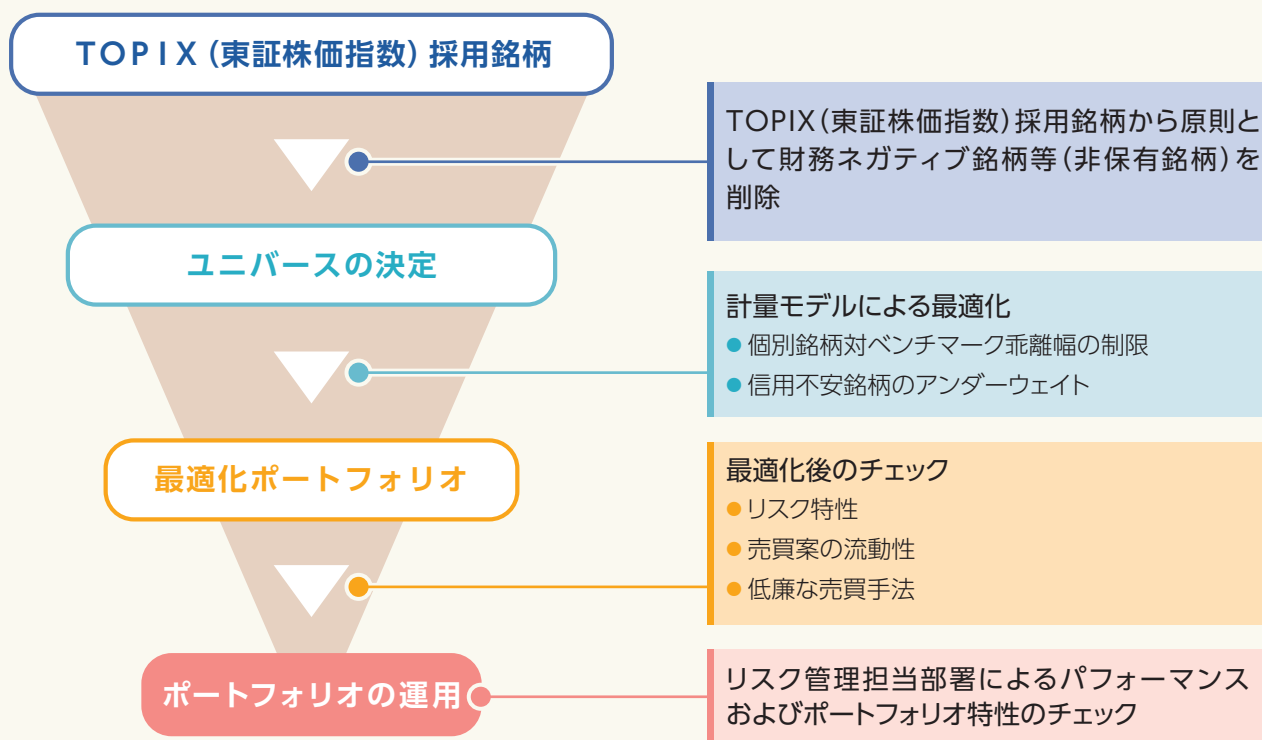 TOPIX（東証株価指数）採用銘柄
TOPIX（東証株価指数）採用銘柄から原則と
して財務ネガティブ銘柄等（非保有銘柄）を
削除
ユニバースの決定
計量モデルによる最適化
● 個別銘柄対ベンチマーク乖離幅の制限
● 信用不安銘柄のアンダーウェイト
最適化ポートフォリオ
最適化後のチェック
● リスク特性
● 売買案の流動性
● 低廉な売買手法
ポートフォリオの運用
リスク管理担当部署によるパフォーマンス
およびポートフォリオ特性のチェック